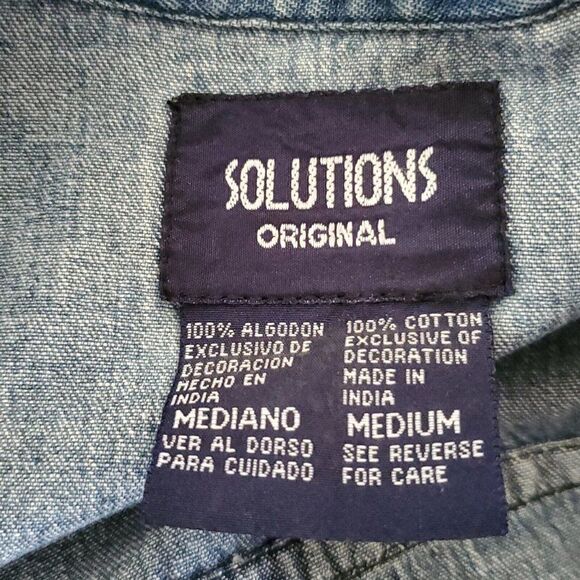 SOLUTIONS
ORIGINAL
100% ALGODON
EXCLUSIVO DE
DECORACION
HECHO EN
INDIA
MEDIANO
VER AL DORSO
PARA CUIDADO
100% COTTON
EXCLUSIVE OF
DECORATION
MADE IN
INDIA
MEDIUM
SEE REVERSE
FOR CARE